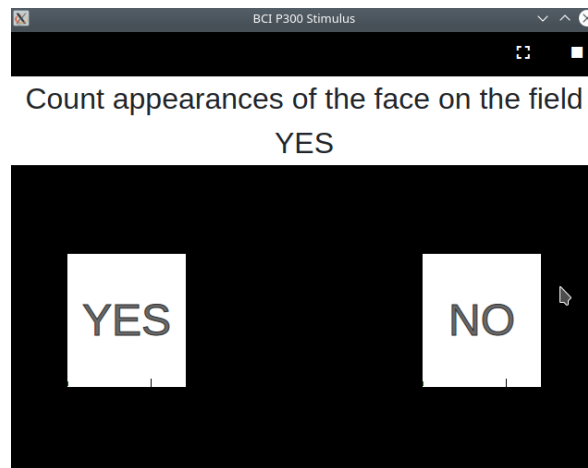 BCI P300 Stimulus
Count appearances of the face on the field
YES
YES
NO